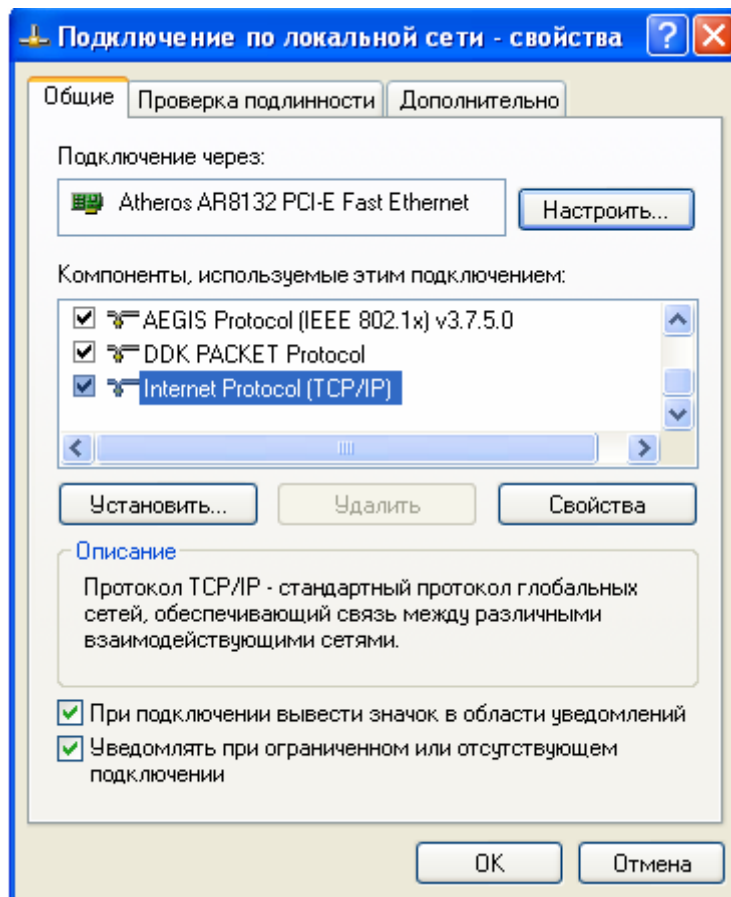 Подключение по локальной сети - свойства
Общие
Проверка подлинности
Дополнительно
Подключение через:
Atheros AR8132 PCI-E Fast Ethernet
Настроить...
Компоненты, используемые этим подключением:
AEGIS Protocol (IEEE 802.1x) v3.7.5.0
DDK PACKET Protocol
Internet Protocol (TCP/IP)
Установить...
Удалить
Свойства
Описание
Протокол TCP/IP - стандартный протокол глобальных
сетей, обеспечивающий связь между различными
взаимодействующими сетями.
При подключении вывести значок в области уведомлений
Уведомлять при ограниченном или отсутствующем
подключении
OK
Отмена